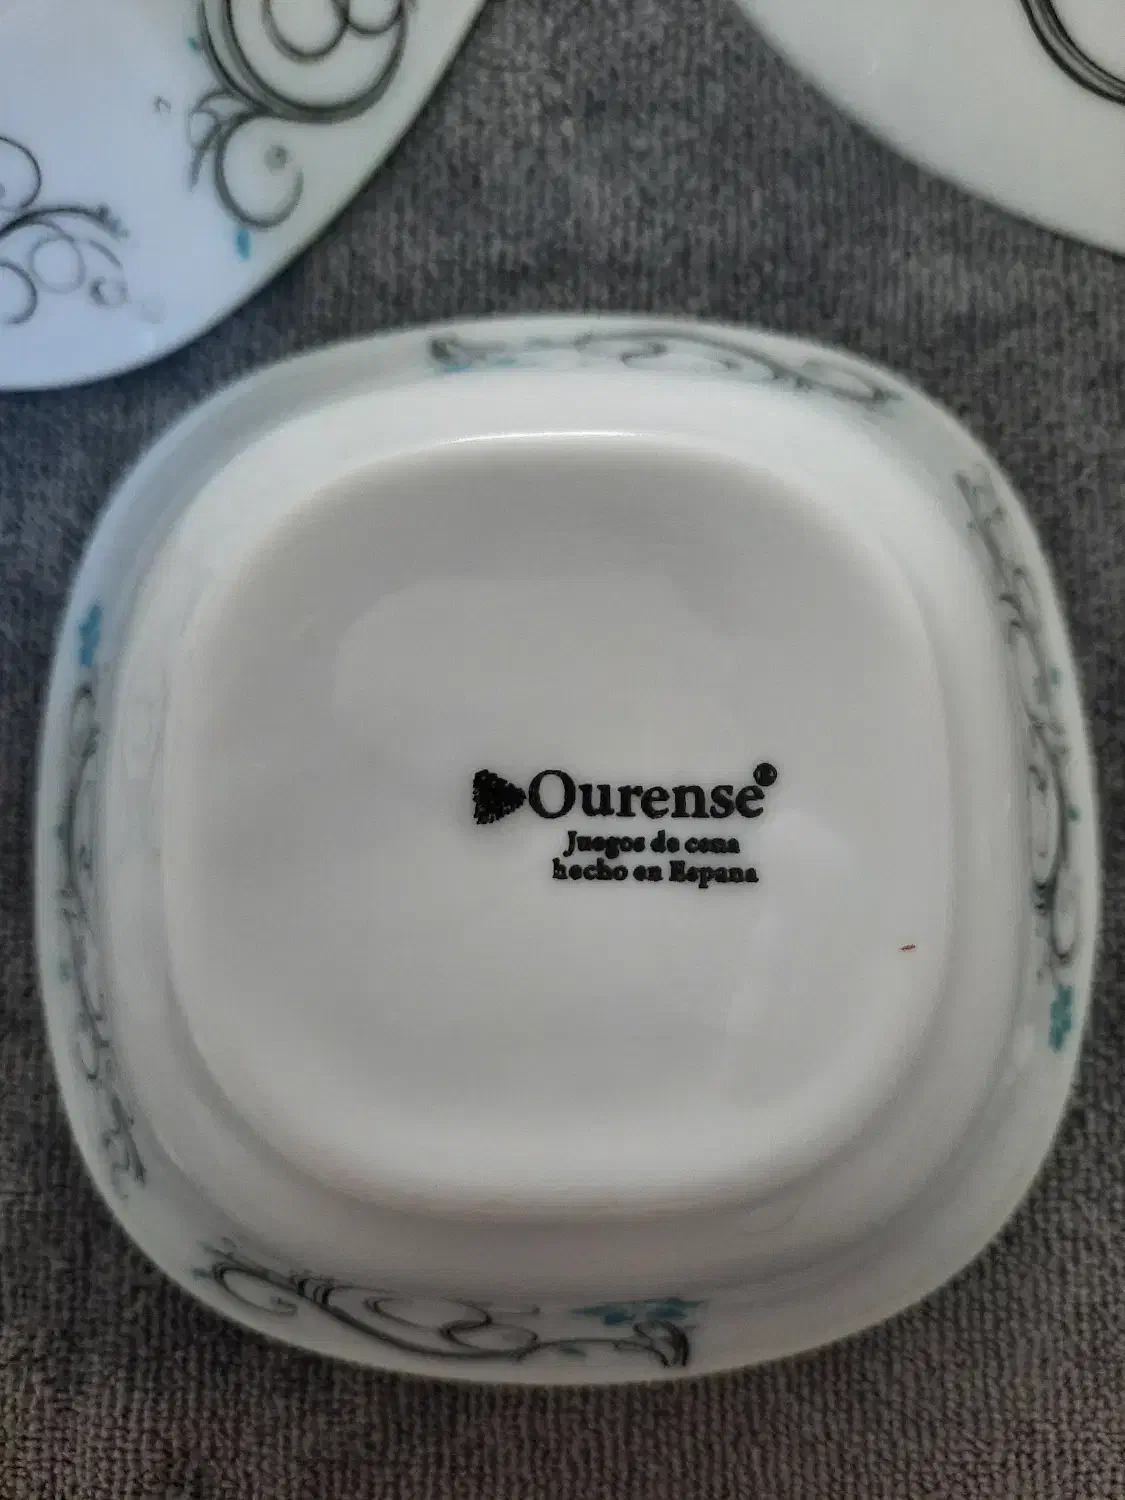 Ourense®
Juegos de cena
hecho en Espana